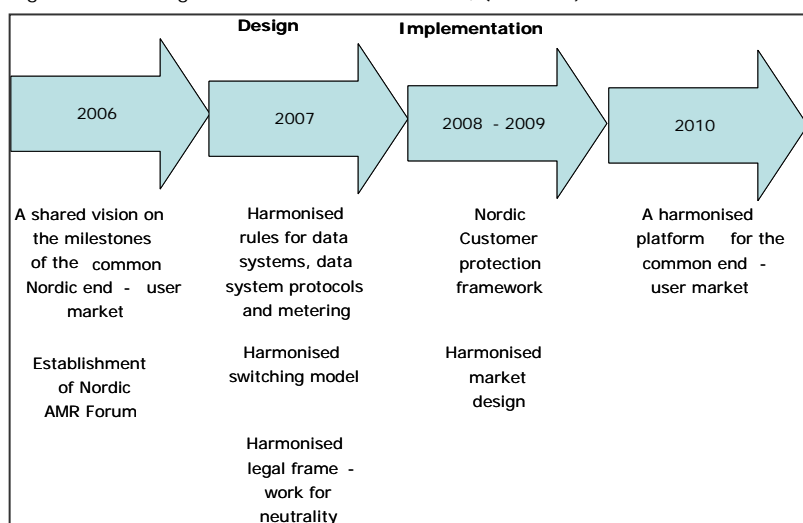 Design Implementation
2006
2007
2008 - 2009
2010
A shared vision on
the milestones
of the common
Nordic end - user
market
Establishment
of Nordic
AMR Forum
Harmonised
rules for data
systems, data
system protocols
and metering
Harmonised
switching model
Harmonised
legal frame -
work for
neutrality
Nordic
Customer
protection
framework
Harmonised
market
design
A harmonised
platform for the
common end -
user market